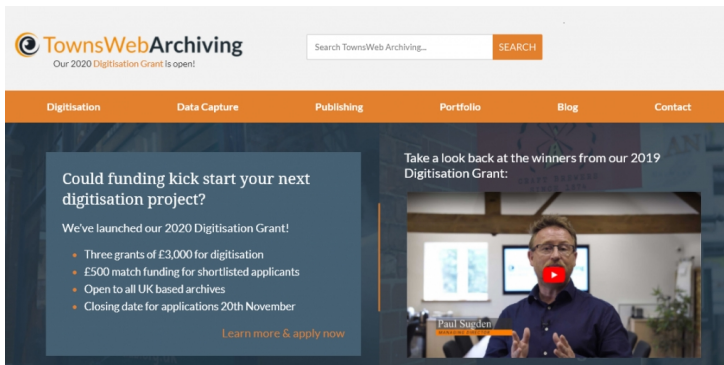 TownsWebArchiving
Our 2020 Digitisation Grant is open!
Search TownsWeb Archiving...
SEARCH
Digitisation
Data Capture
Publishing
Portfolio
Blog
Contact
Could funding kick start your next
digitisation project?
We've launched our 2020 Digitisation Grant!
Three grants of £3,000 for digitisation
£500 match funding for shortlisted applicants
Open to all UK based archives
Closing date for applications 20th November
Learn more & apply now
Take a look back at the winners from our 2019
Digitisation Grant:
Paul Sugden
MANAGING DIRECTOR